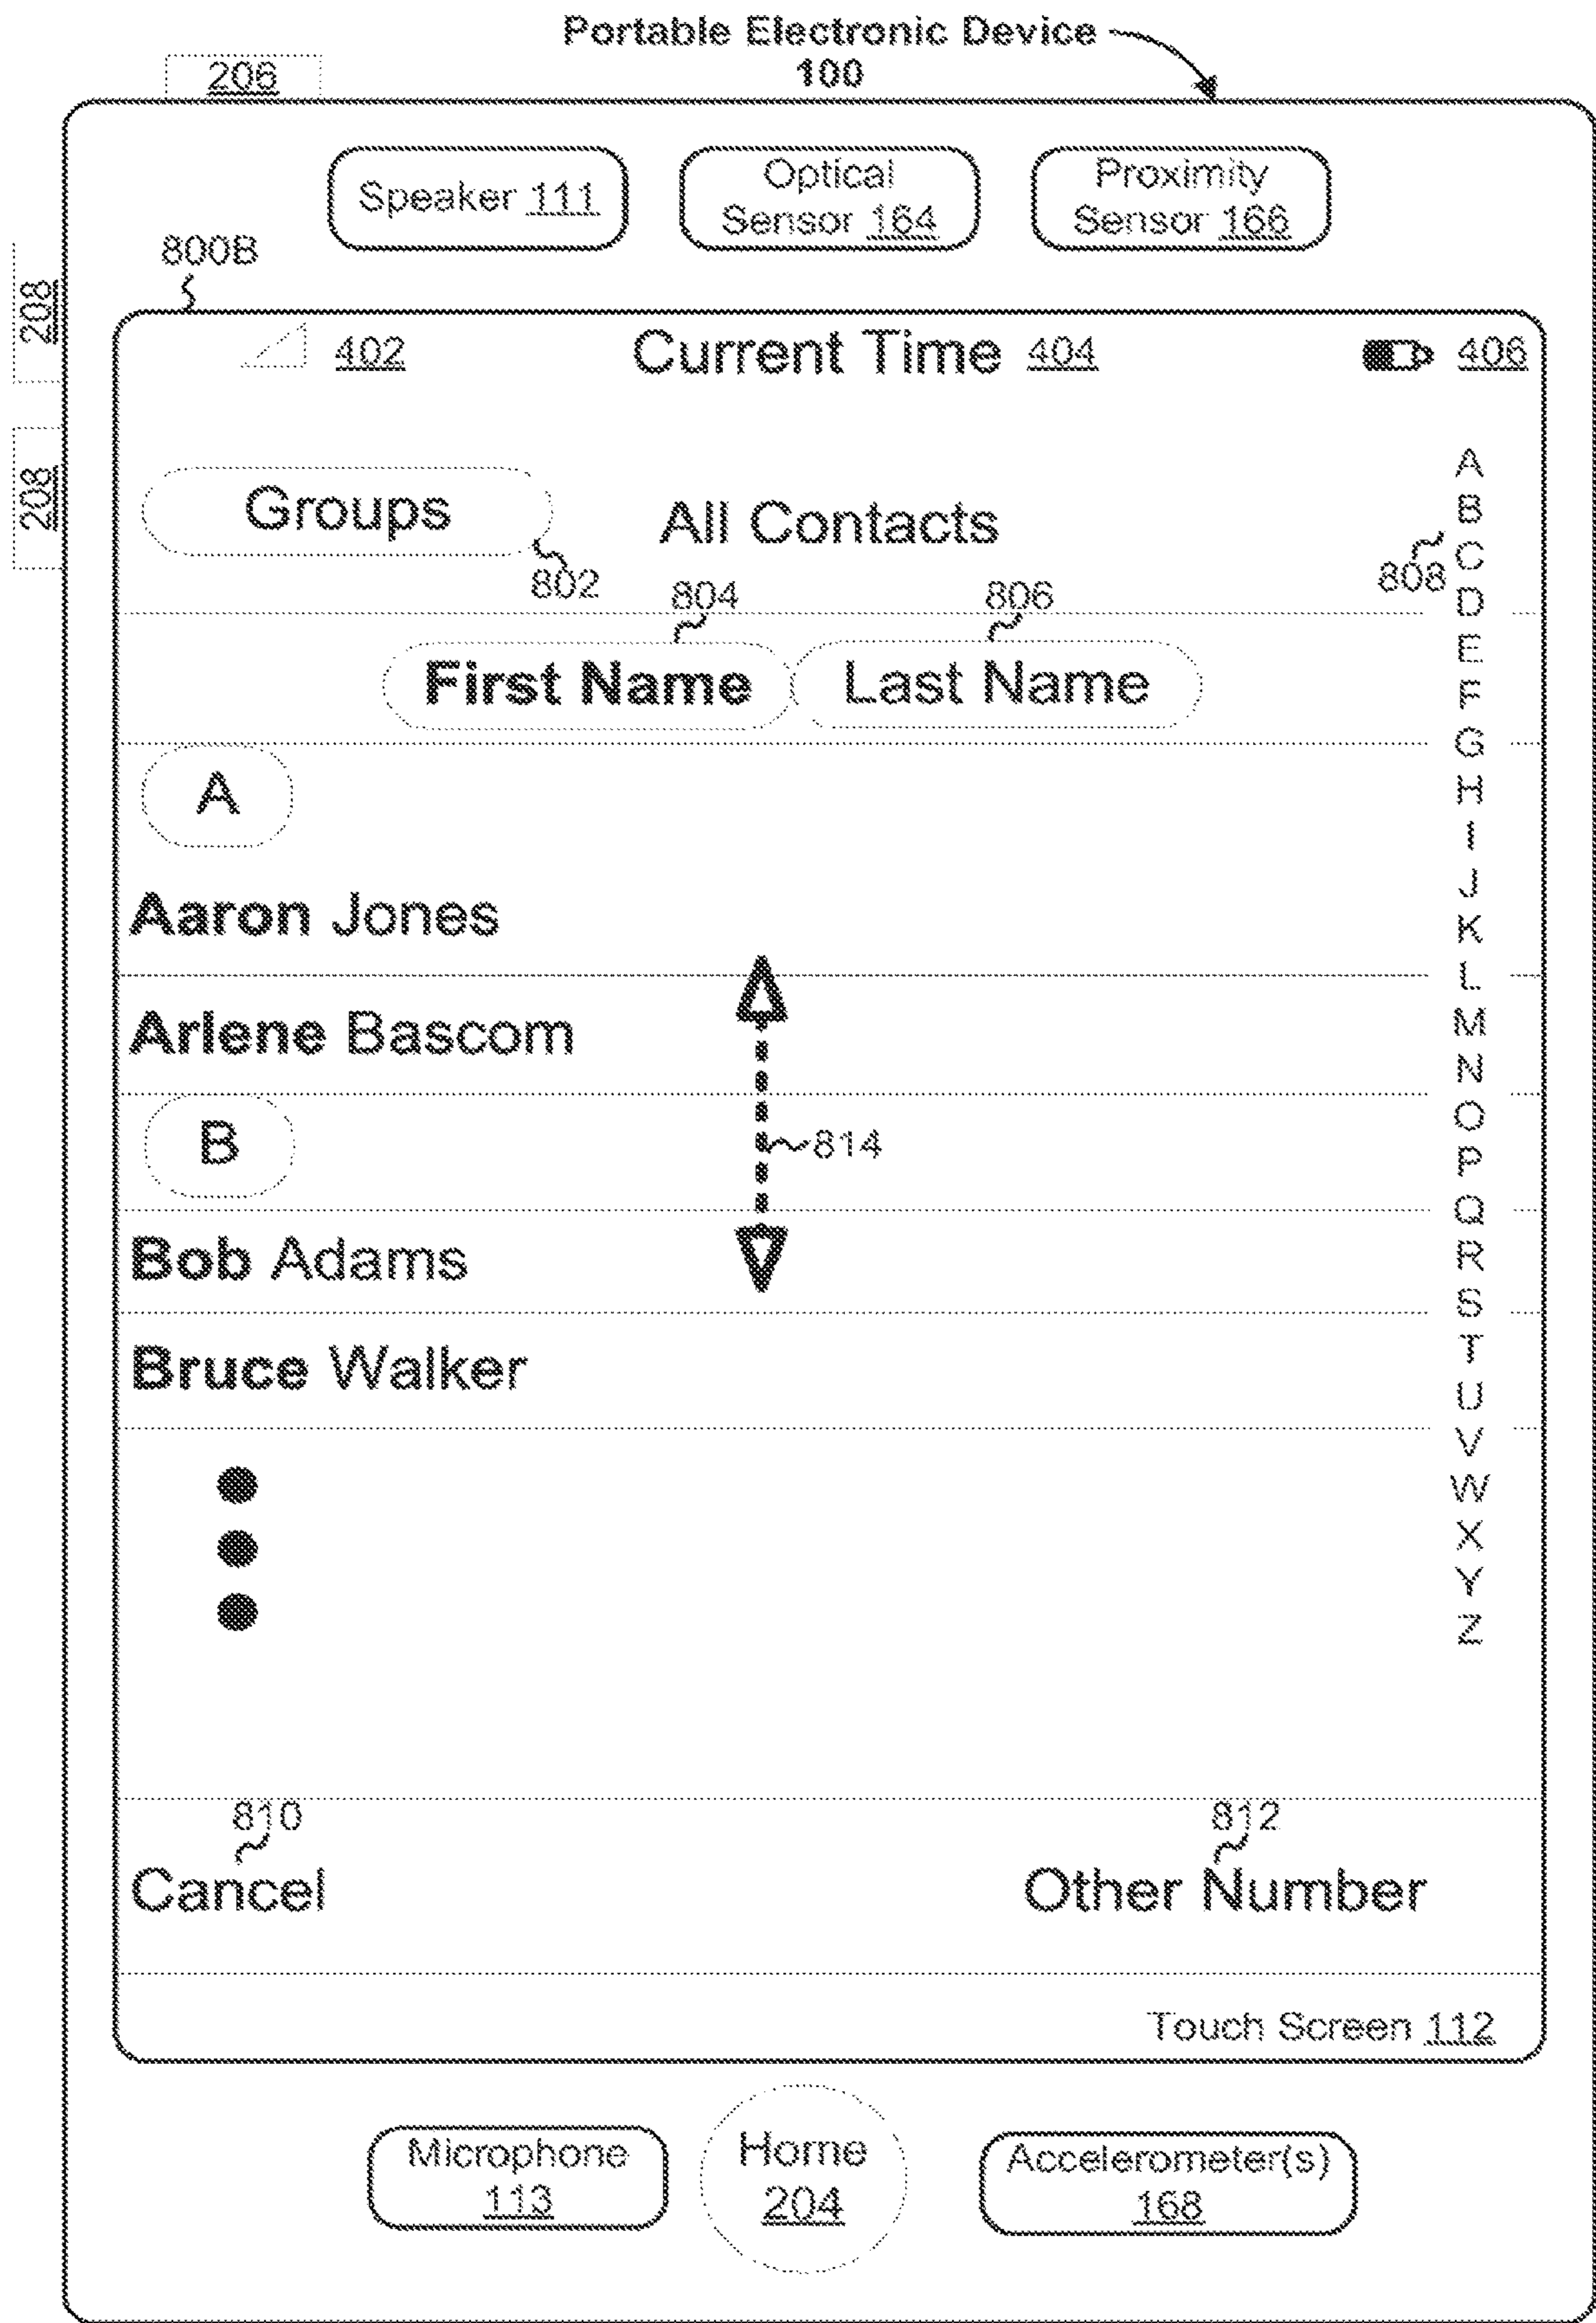 Portable Electronic Device
100
206
Speaker 111
Optical
Sensor 164
Proximity
Sensor 166
800B
208
402
Current Time 404
406
208
Groups
All Contacts
802
804
806
808
First Name
Last Name
A
B
C
D
E
F
G
H
I
J
K
L
M
N
O
P
Q
R
S
T
U
V
W
X
Y
Z
A
Aaron Jones
Arlene Bascom
B
814
Bob Adams
Bruce Walker
810
812
Cancel
Other Number
Touch Screen 112
Microphone
113
Home
204
Accelerometer(s)
168